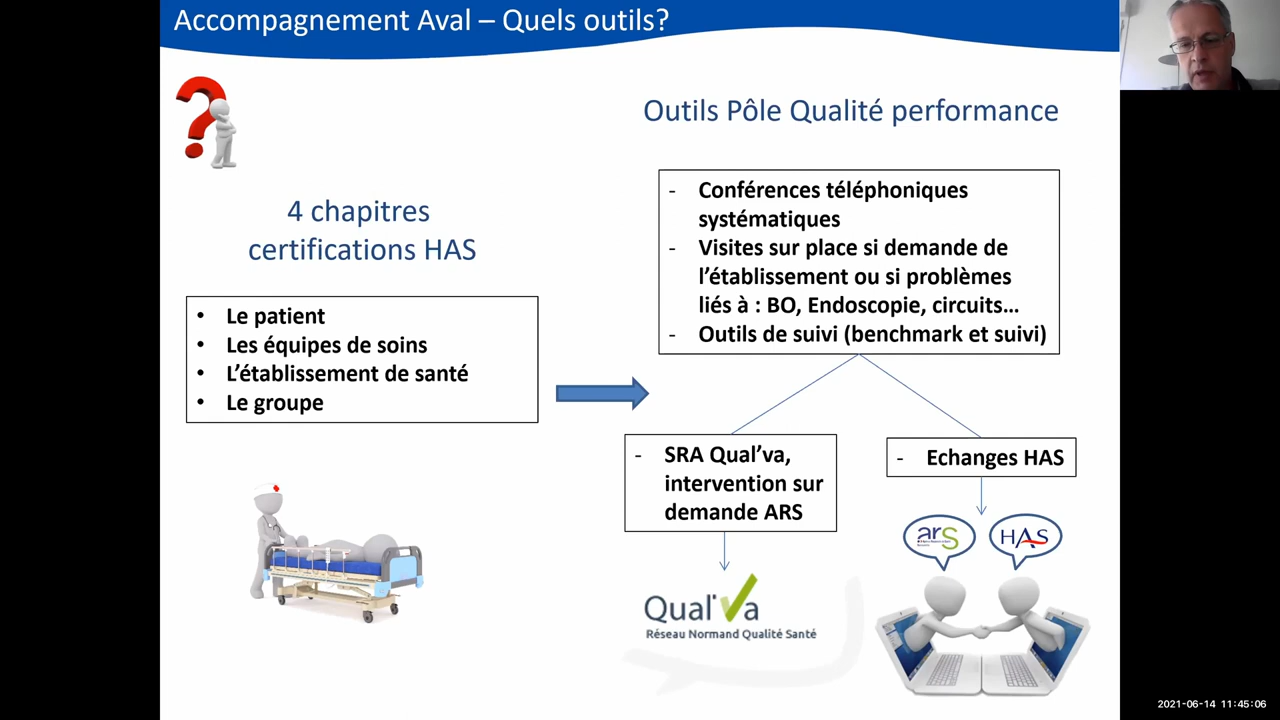 Accompagnement Aval – Quels outils?
Outils Pôle Qualité performance
4 chapitres
certifications HAS
• Le patient
• Les équipes de soins
• L'établissement de santé
• Le groupe
- Conférences téléphoniques
systématiques
- Visites sur place si demande de
l'établissement ou si problèmes
liés à : BO, Endoscopie, circuits…
- Outils de suivi (benchmark et suivi)
- SRA Qual'va,
intervention sur
demande ARS
- Echanges HAS
ars
HAS
Qual'Va
Réseau Normand Qualité Santé
2021-06-14 11:45:06